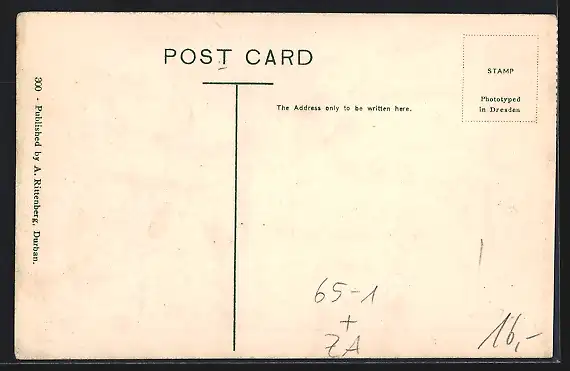 POST CARD
STAMP
Phototyped
in Dresden
The Address only to be written here.
300 - Published by A. Rittenberg, Durban.
65-1
+
ZA
16,-